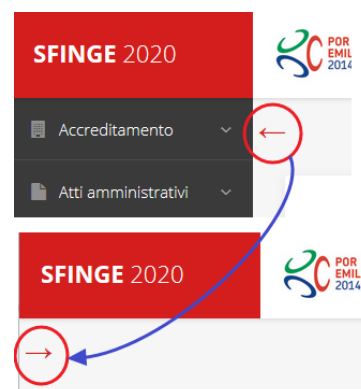 SFINGE 2020
POR
EMIL
2014
Accreditamento
←
Atti amministrativi
SFINGE 2020
POR
EMIL
2014
→